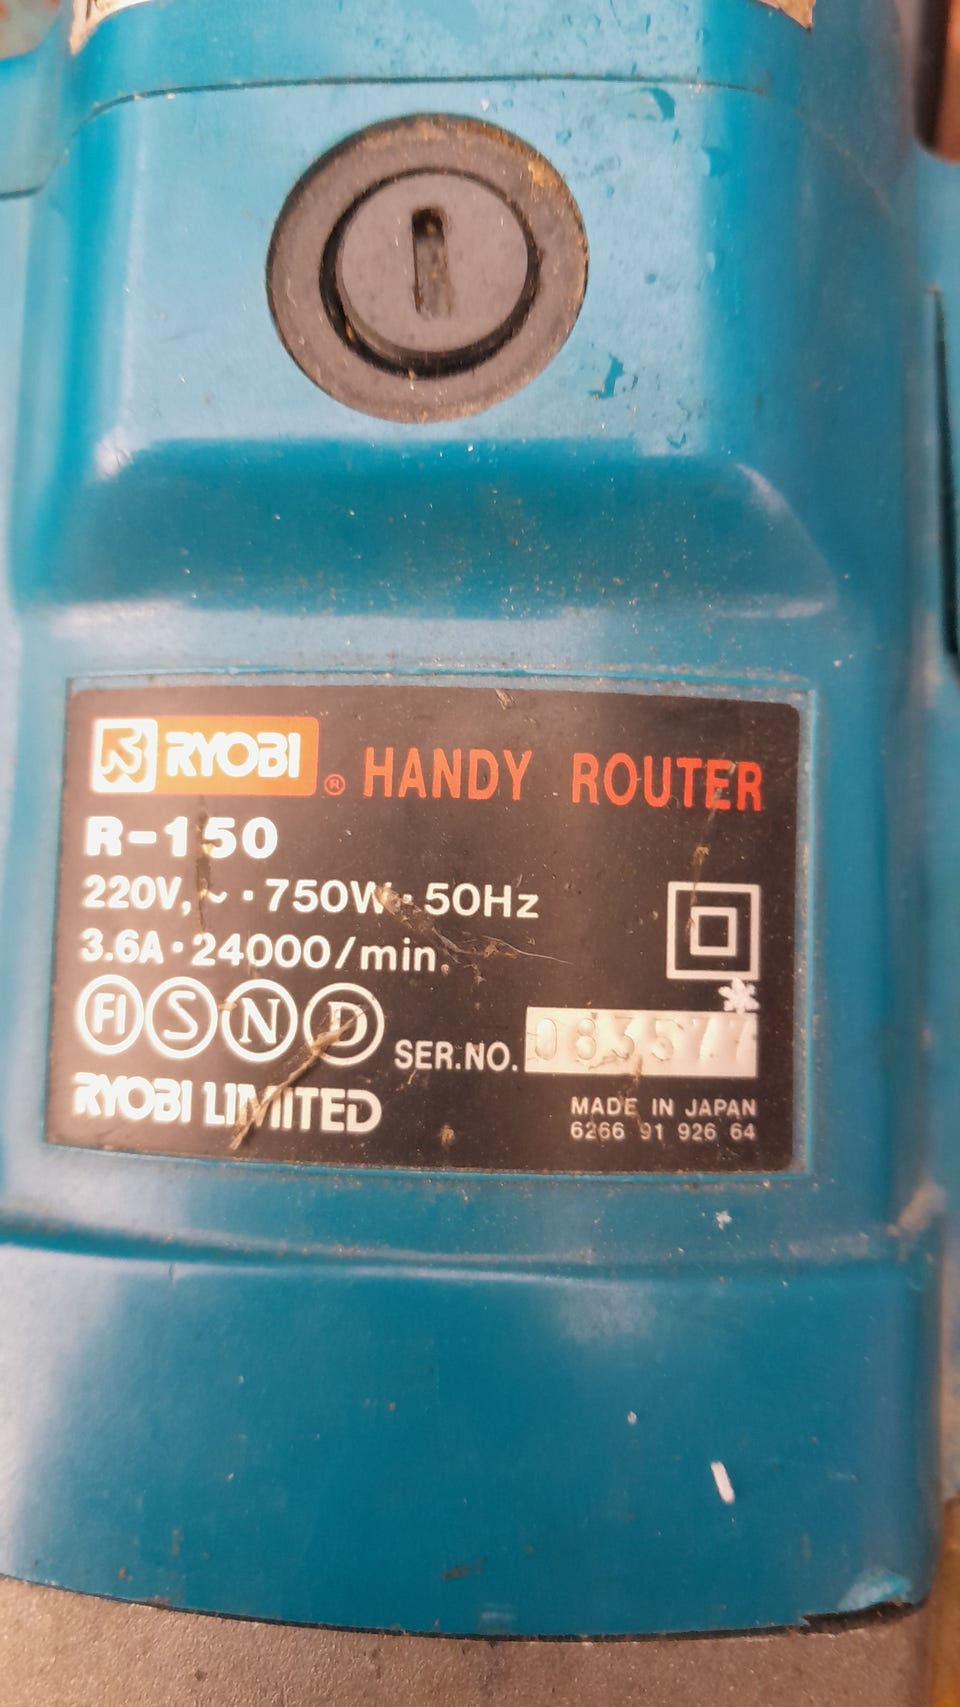 RYOBI ® HANDY ROUTER
R-150
220V, ~ · 750W · 50Hz
3.6A · 24000/min.
FI S N D
SER.NO. 083577
RYOBI LIMITED
MADE IN JAPAN
6266 91 926 64